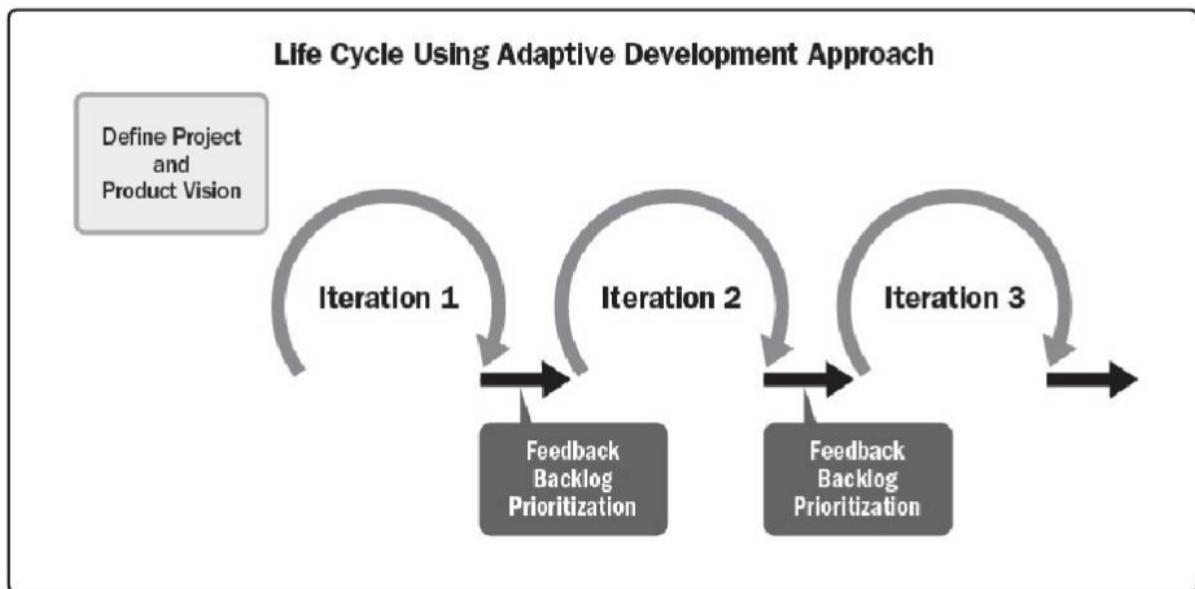 Life Cycle Using Adaptive Development Approach
Define Project
and
Product Vision
Iteration 1
Iteration 2
Iteration 3
Feedback
Backlog
Prioritization
Feedback
Backlog
Prioritization